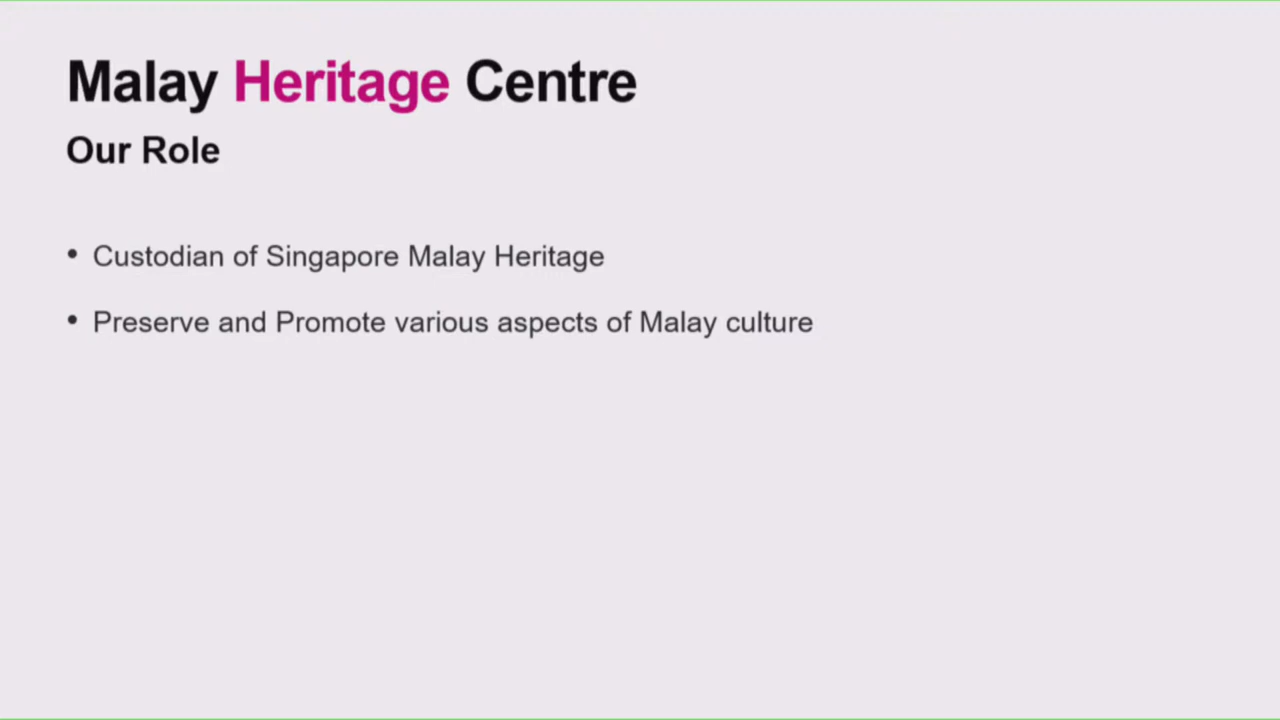 Malay Heritage Centre
Our Role
• Custodian of Singapore Malay Heritage
• Preserve and Promote various aspects of Malay culture